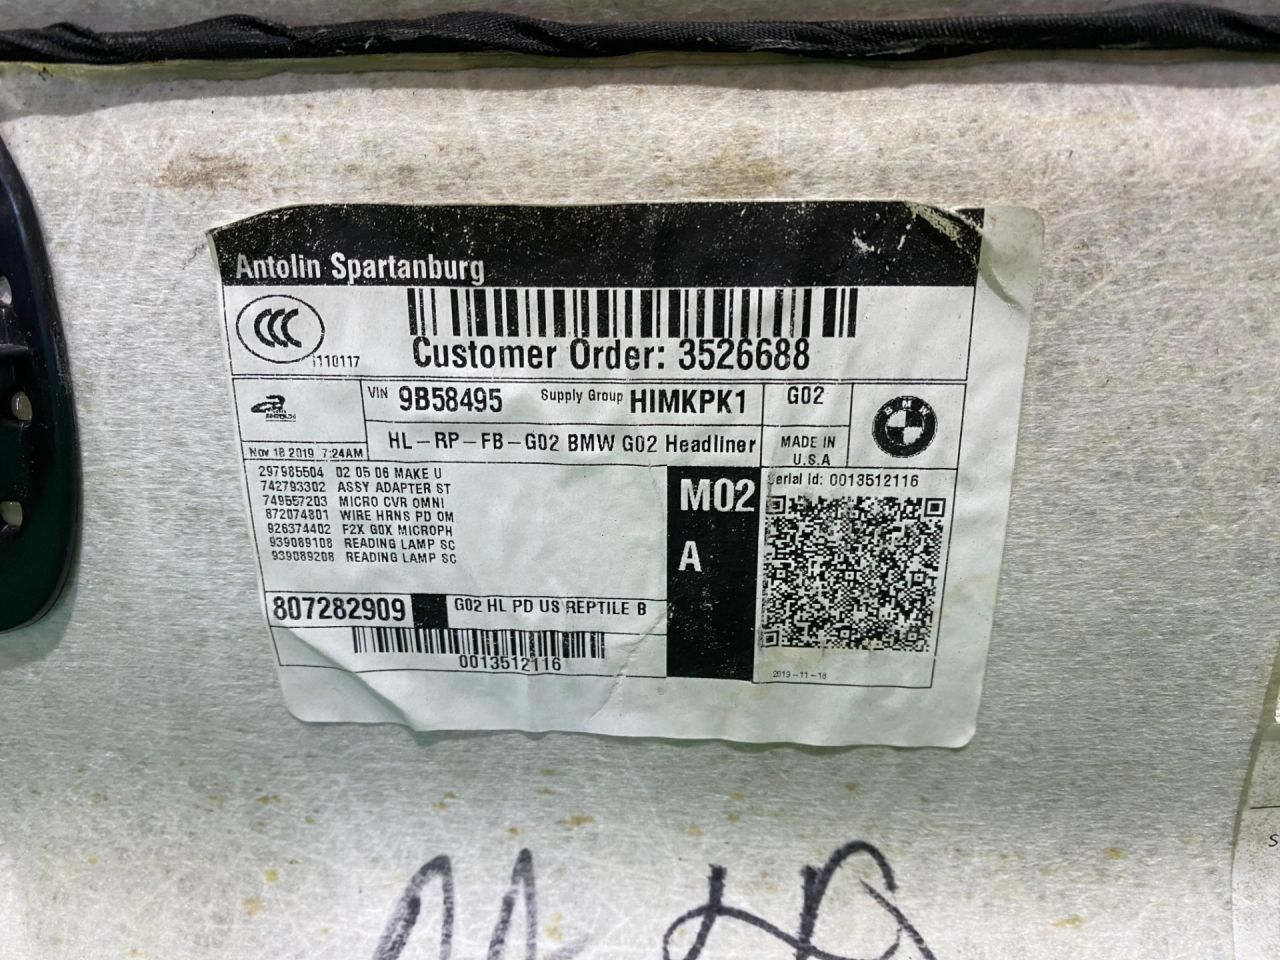 Antolin Spartanburg
CCC
i110117
Customer Order: 3526688
VIN 9B58495 Supply Group HIMKPK1 G02
BMW
HL-RP-FB-G02 BMW G02 Headliner
MADE IN
U.S.A
Nov 18 2019 7:24AM
297985504 02 05 06 MAKE U
742793302 ASSY ADAPTER ST
749557203 MICRO CVR OMNI
872074801 WIRE HRNS PD OM
926374402 F2X G0X MICROPH
939089108 READING LAMP SC
939089208 READING LAMP SC
M02
A
Serial Id: 0013512116
807282909 G02 HL PD US REPTILE B
0013512116
2019-11-18